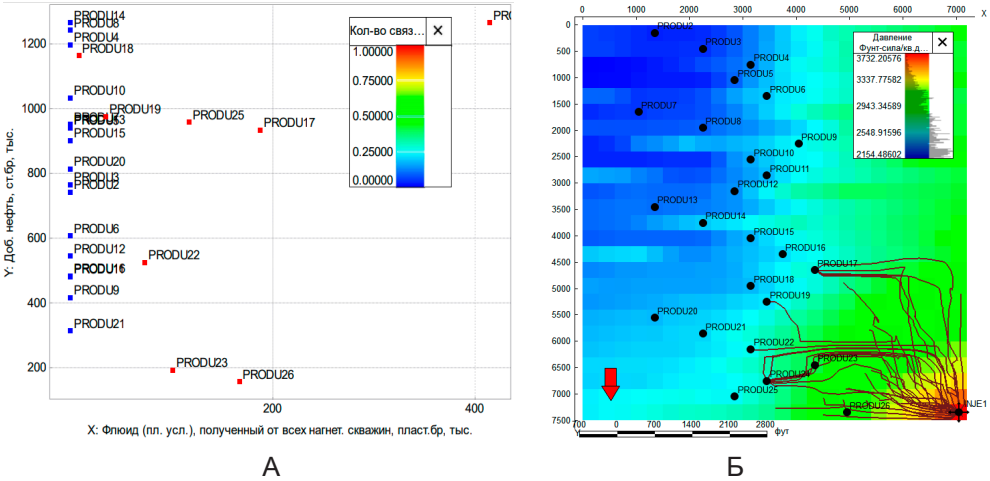 PRODU14
PRODU8
PRODU4
PRODU18
PRODU10
PRODU19
PRODU25
PRODU17
PRODU15
PRODU20
PRODU3
PRODU2
PRODU6
PRODU12
PRODU22
PRODU9
PRODU21
PRODU23
PRODU26
1200
1000
800
600
400
200
200
400
Y: Доб. нефть, ст.бр, тыс.
X: Флюид (пл. усл.), полученный от всех нагнет. скважин, пласт.бр, тыс.
Кол-во связ...
1.00000
0.75000
0.50000
0.25000
0.00000
А
0 1000 2000 3000 4000 5000 6000 7000 X
0
500
1000
1500
2000
2500
3000
3500
4000
4500
5000
5500
6000
6500
7000
7500
Давление
Фунт-сила/кв.д...
3732.20576
3337.77582
2943.34589
2548.91596
2154.48602
PRODU2
PRODU3
PRODU4
PRODU5
PRODU6
PRODU7
PRODU8
PRODU9
PRODU10
PRODU11
PRODU12
PRODU13
PRODU14
PRODU15
PRODU16
PRODU17
PRODU18
PRODU19
PRODU20
PRODU21
PRODU22
PRODU23
PRODU24
PRODU25
PRODU26
INJE1
700 0 700 1400 2100 2800 фут
Y
Б